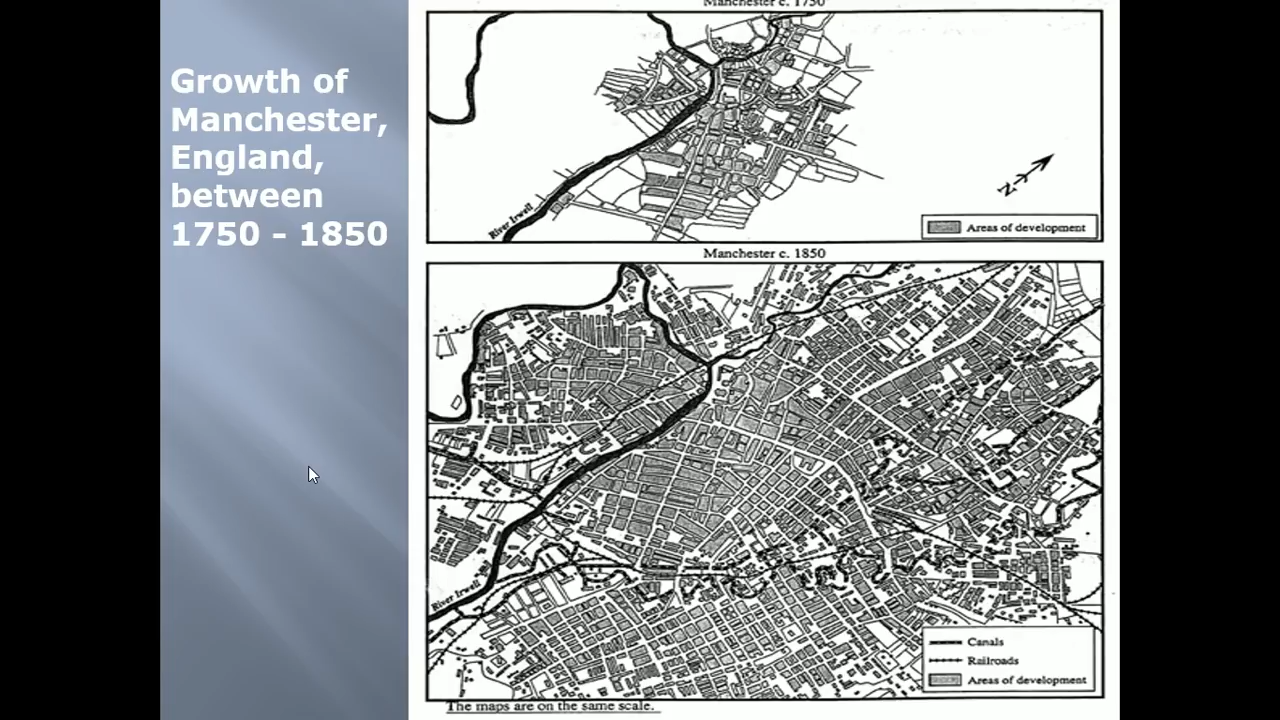 Growth of
Manchester,
England,
between
1750 - 1850
Manchester c. 1750
N
River Irwell
Areas of development
Manchester c. 1850
River Irwell
Canals
Railroads
Areas of development
The maps are on the same scale.